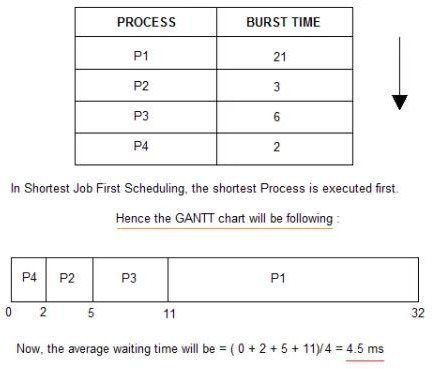 PROCESS BURST TIME
P1 21
P2 3
P3 6
P4 2
In Shortest Job First Scheduling, the shortest Process is executed first.
Hence the GANTT chart will be following :
P4 P2 P3 P1
0 2 5 11 32
Now, the average waiting time will be = ( 0 + 2 + 5 + 11)/ 4 = 4.5 ms